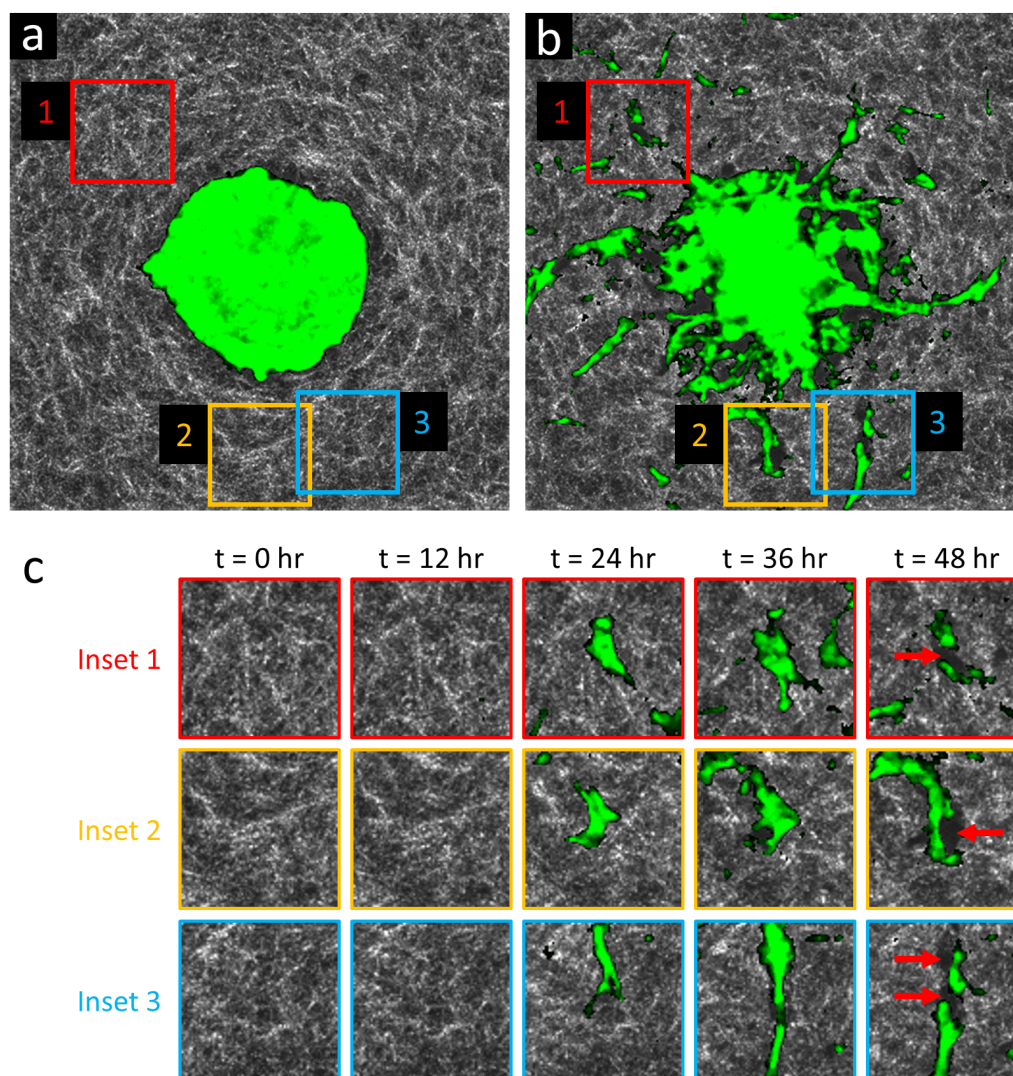 a
b
1
1
2
3
2
3
c
t = 0 hr
t = 12 hr
t = 24 hr
t = 36 hr
t = 48 hr
Inset 1
Inset 2
Inset 3